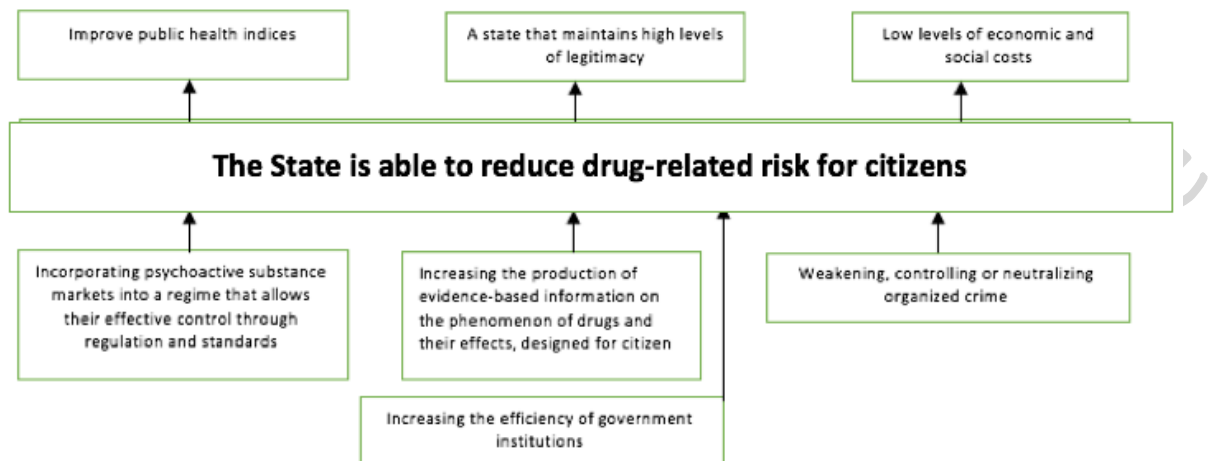 Improve public health indices
A state that maintains high levels
of legitimacy
Low levels of economic and
social costs
The State is able to reduce drug-related risk for citizens
Incorporating psychoactive substance
markets into a regime that allows
their effective control through
regulation and standards
Increasing the production of
evidence-based information on
the phenomenon of drugs and
their effects, designed for citizen
Weakening, controlling or neutralizing
organized crime
Increasing the efficiency of government
institutions